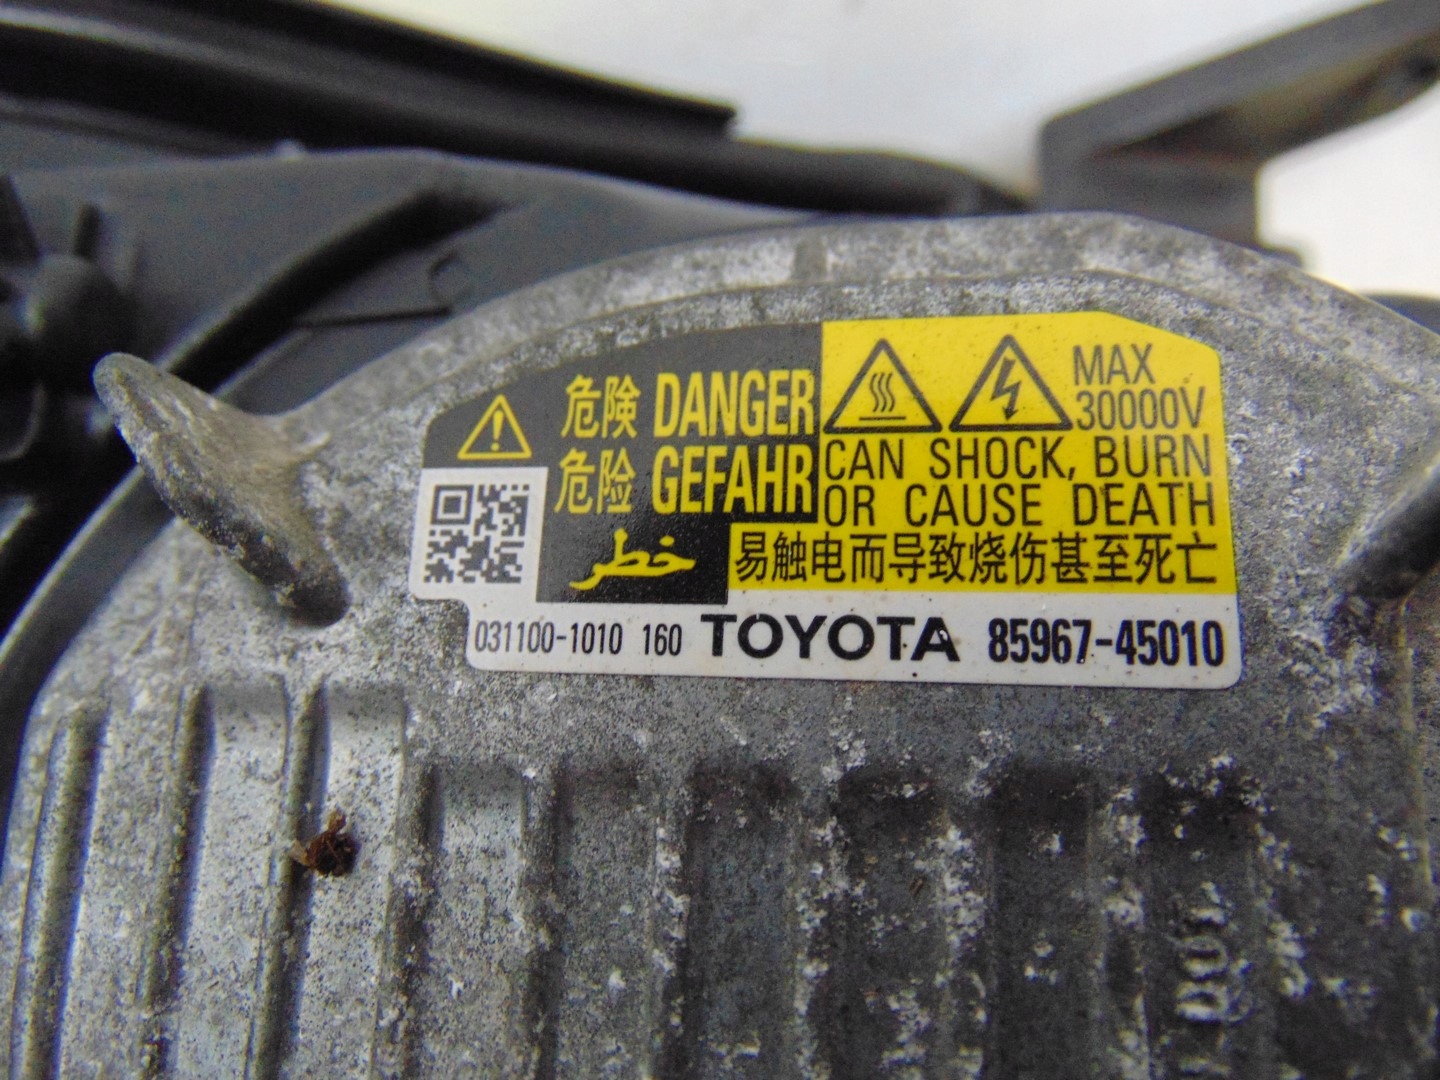 危険 DANGER
危险 GEFAHR
خطر
MAX
30000V
CAN SHOCK, BURN
OR CAUSE DEATH
易触电而导致烧伤甚至死亡
031100-1010 160 TOYOTA 85967-45010